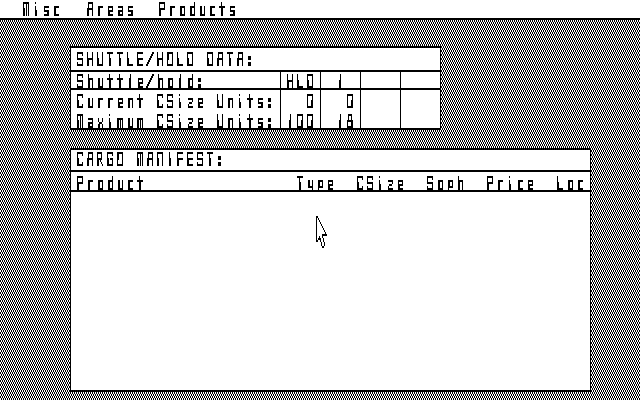 Misc Areas Products
SHUTTLE/HOLD DATA:
Shuttle/hold: HLD 1
Current CSize Units: 0 0
Maximum CSize Units: 100 18
CARGO MANIFEST:
Product Type CSize Soph Price Loc